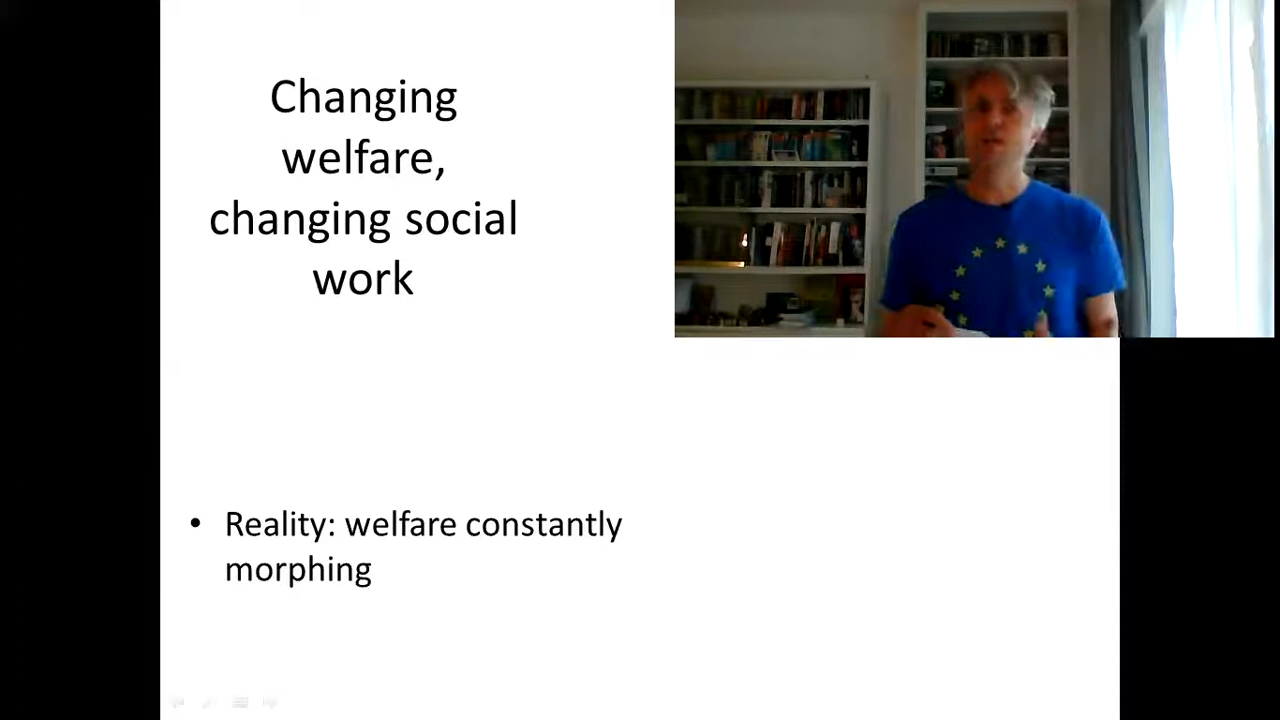 Changing
welfare,
changing social
work
• Reality: welfare constantly
morphing